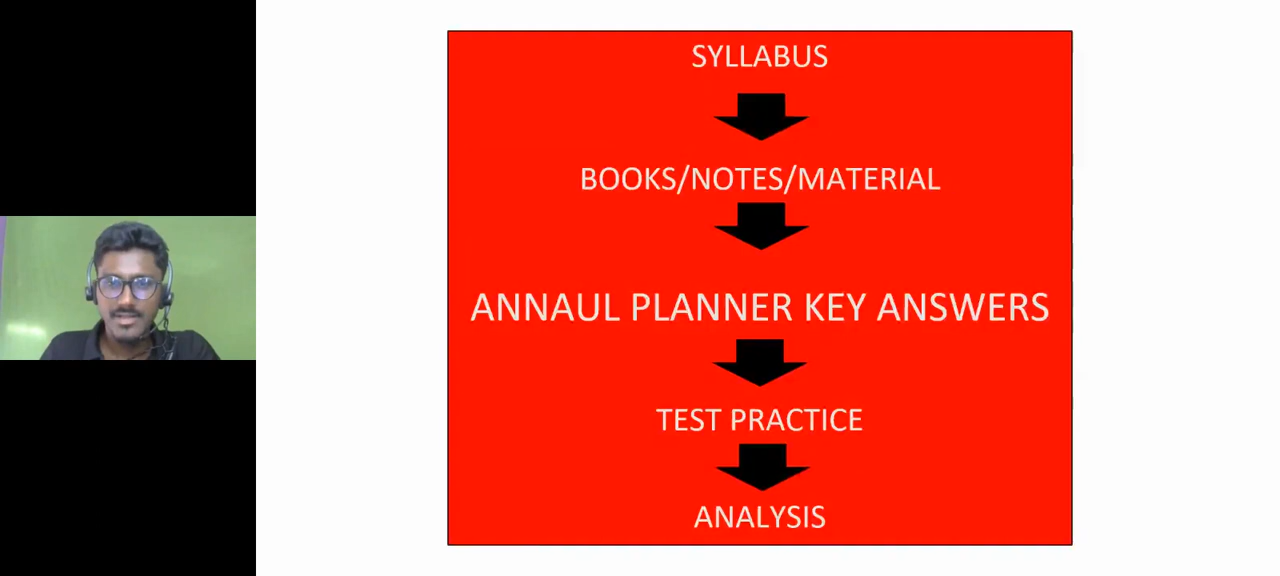 SYLLABUS
BOOKS/NOTES/MATERIAL
ANNAUL PLANNER KEY ANSWERS
TEST PRACTICE
ANALYSIS